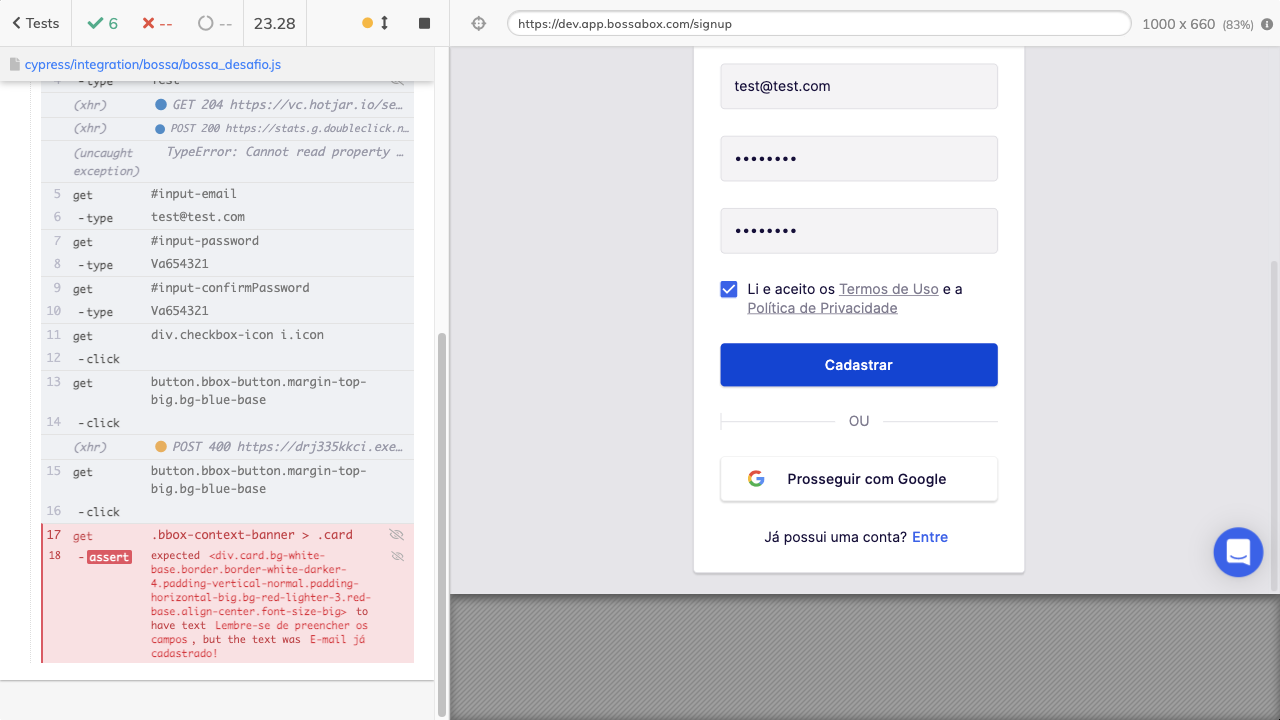 Tests
6
--
--
23.28
https://dev.app.bossabox.com/signup
1000 x 660 (83%)
cypress/integration/bossa/bossa_desafio.js
- type Test
(xhr) GET 204 https://vc.hotjar.io/se...
(xhr) POST 200 https://stats.g.doubleclick.n...
(uncaught exception) TypeError: Cannot read property ...
5 get #input-email
6 - type test@test.com
7 get #input-password
8 - type Va654321
9 get #input-confirmPassword
10 - type Va654321
11 get div.checkbox-icon i.icon
12 - click
13 get button.bbox-button.margin-top-
big.bg-blue-base
14 - click
(xhr) POST 400 https://drj335kkci.exe...
15 get button.bbox-button.margin-top-
big.bg-blue-base
16 - click
17 get .bbox-context-banner > .card
18 - assert expected <div.card.bg-white-
base.border.border-white-darker-
4.padding-vertical-normal.padding-
horizontal-big.bg-red-lighter-3.red-
base.align-center.font-size-big> to
have text Lembre-se de preencher os
campos, but the text was E-mail já
cadastrado!
test@test.com
••••••••
••••••••
Li e aceito os Termos de Uso e a
Política de Privacidade
Cadastrar
OU
Prosseguir com Google
Já possui uma conta? Entre